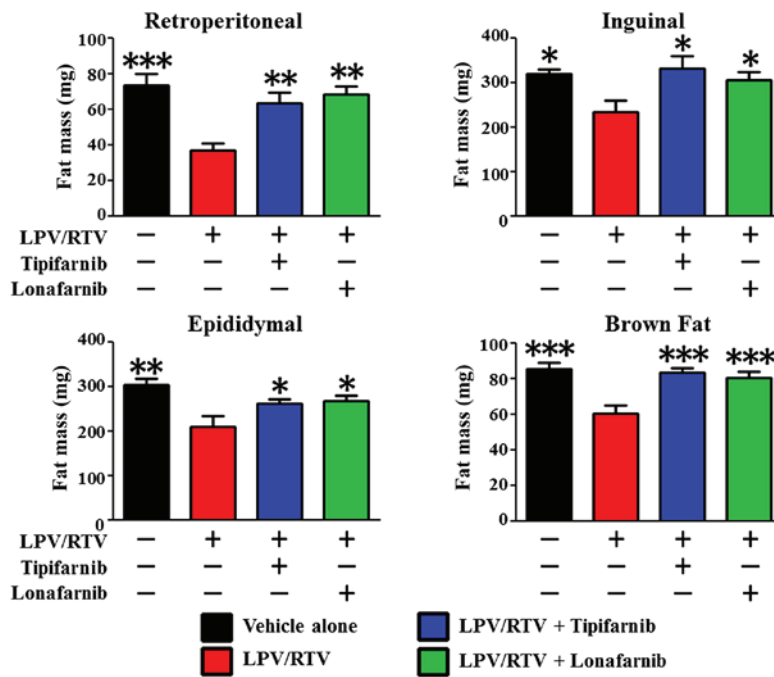 Retroperitoneal
Fat mass (mg)
100
80
60
40
20
0
*** ** **
LPV/RTV − + + +
Tipifarnib − − + −
Lonafarnib − − − +
Inguinal
Fat mass (mg)
400
300
200
100
0
* * *
− + + +
− − + −
− − − +
Epididymal
Fat mass (mg)
400
300
200
100
0
** * *
LPV/RTV − + + +
Tipifarnib − − + −
Lonafarnib − − − +
Brown Fat
Fat mass (mg)
100
80
60
40
20
0
*** *** ***
− + + +
− − + −
− − − +
Vehicle alone
LPV/RTV
LPV/RTV + Tipifarnib
LPV/RTV + Lonafarnib